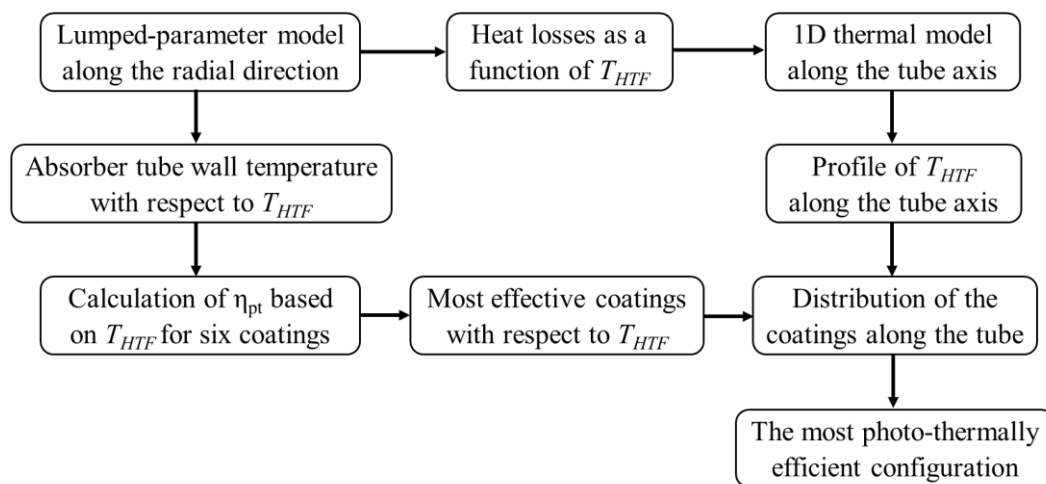 Lumped-parameter model
along the radial direction
Heat losses as a
function of T_HTF
1D thermal model
along the tube axis
Absorber tube wall temperature
with respect to T_HTF
Profile of T_HTF
along the tube axis
Calculation of η_pt based
on T_HTF for six coatings
Most effective coatings
with respect to T_HTF
Distribution of the
coatings along the tube
The most photo-thermally
efficient configuration